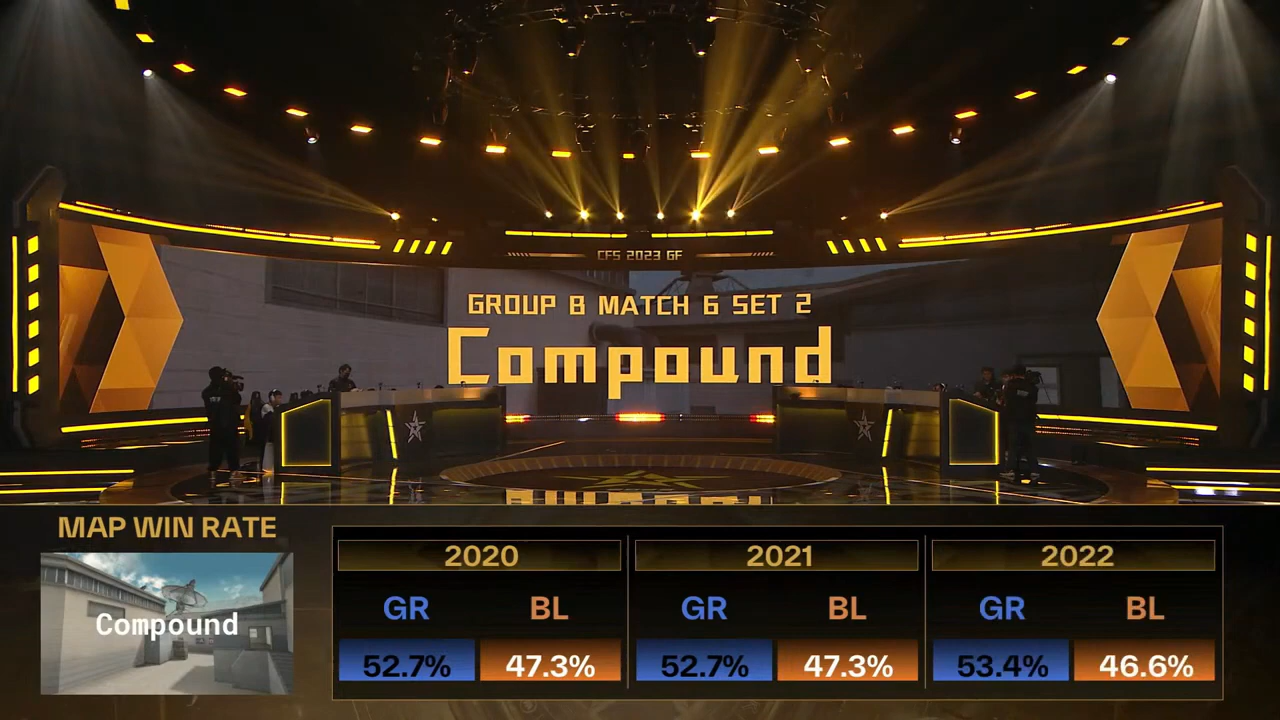 CFS 2023 GF
GROUP B MATCH 6 SET 2
Compound
MAP WIN RATE
Compound
2020
2021
2022
GR BL
GR BL
GR BL
52.7% 47.3%
52.7% 47.3%
53.4% 46.6%